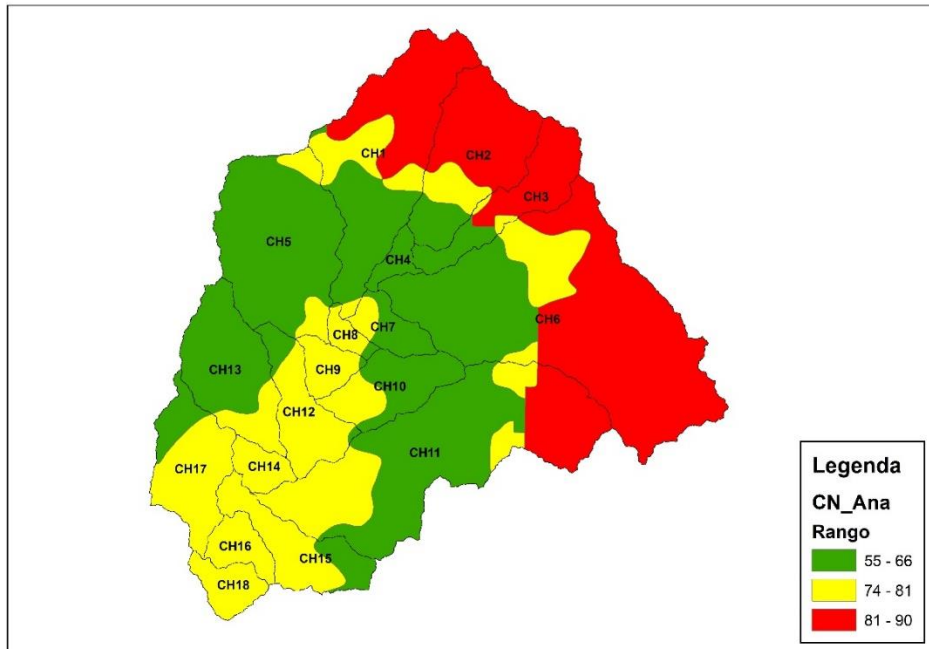 CH1
CH2
CH3
CH5
CH4
CH6
CH7
CH8
CH9
CH13
CH10
CH12
CH11
CH17
CH14
CH16
CH15
CH18
Legenda
CN_Ana
Rango
55 - 66
74 - 81
81 - 90